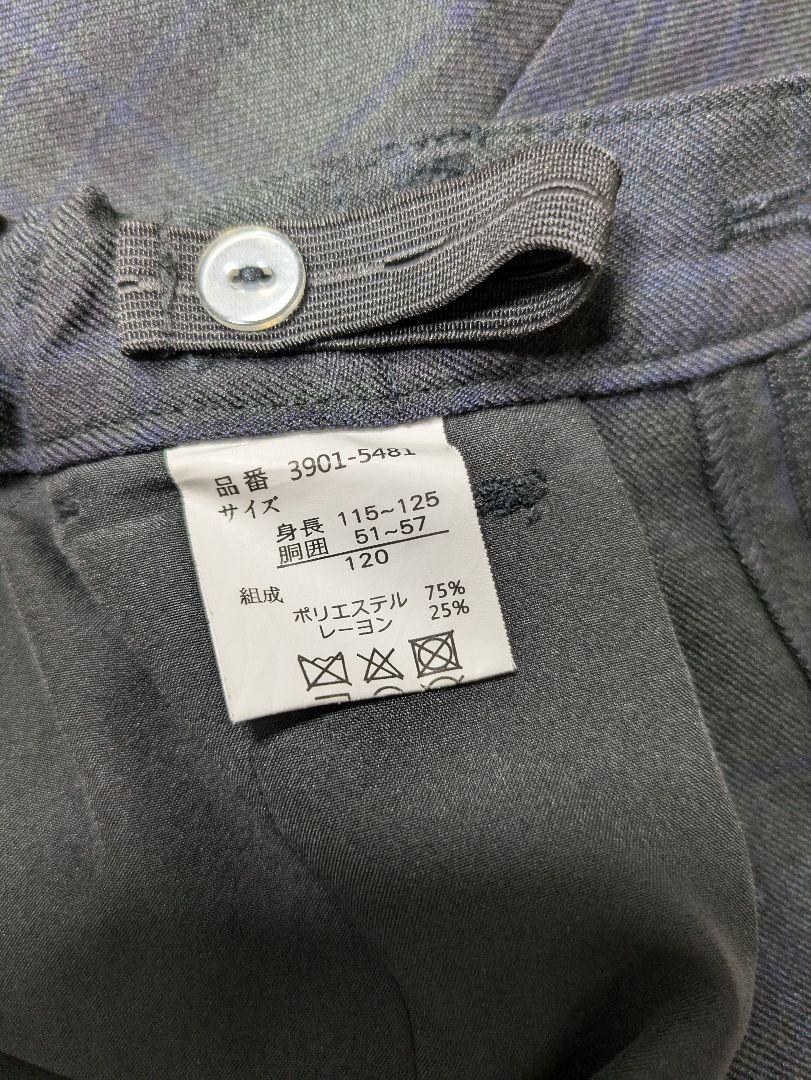 品番 3901-5481
サイズ
身長 115~125
胴囲 51~57
120
組成
ポリエステル 75%
レーヨン 25%